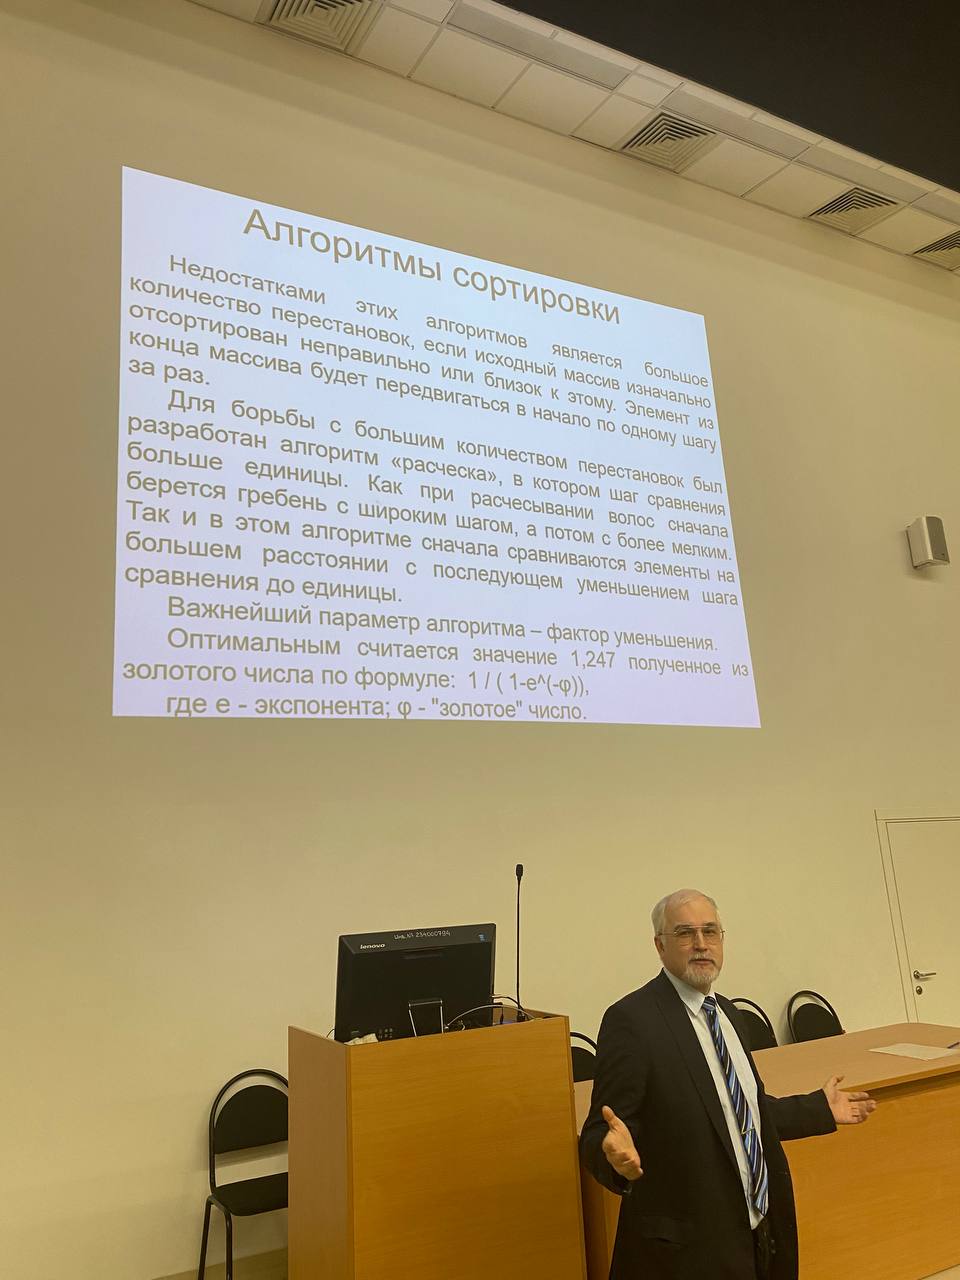 Алгоритмы сортировки
Недостатками этих алгоритмов является большое
количество перестановок, если исходный массив изначально
отсортирован неправильно или близок к этому. Элемент из
конца массива будет передвигаться в начало по одному шагу
за раз.
Для борьбы с большим количеством перестановок был
разработан алгоритм «расческа», в котором шаг сравнения
больше единицы. Как при расчесывании волос сначала
берется гребень с широким шагом, а потом с более мелким.
Так и в этом алгоритме сначала сравниваются элементы на
большем расстоянии с последующем уменьшением шага
сравнения до единицы.
Важнейший параметр алгоритма – фактор уменьшения.
Оптимальным считается значение 1,247 полученное из
золотого числа по формуле: 1 / ( 1-e^(-φ)),
где e - экспонента; φ - "золотое" число.
Инв. № 234000794
lenovo